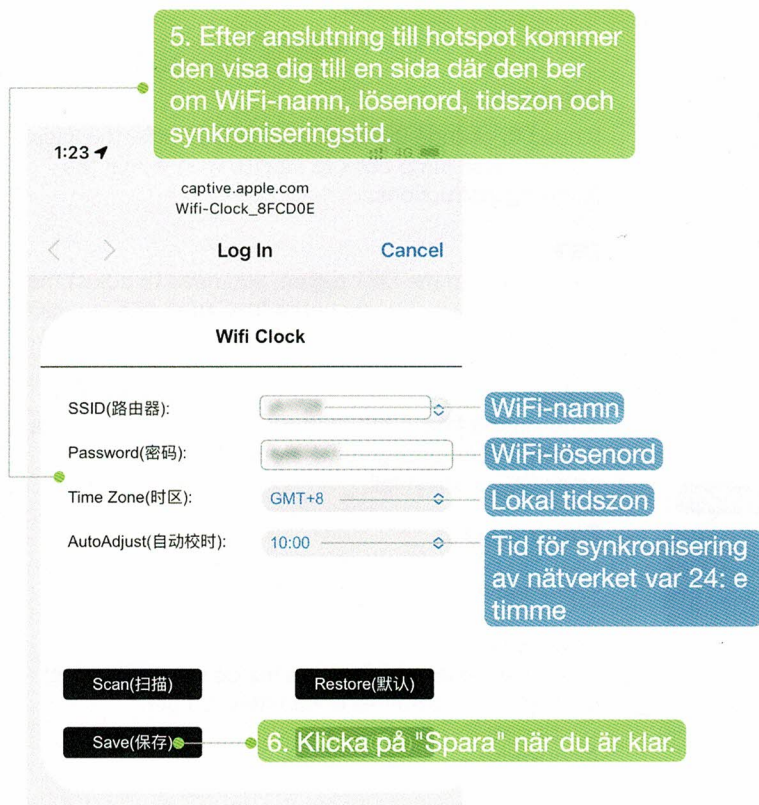 5. Efter anslutning till hotspot kommer
den visa dig till en sida där den ber
om WiFi-namn, lösenord, tidszon och
synkroniseringstid.
1:23
4G
captive.apple.com
Wifi-Clock_8FCD0E
Log In
Cancel
Wifi Clock
SSID(路由器):
WiFi-namn
Password(密码):
WiFi-lösenord
Time Zone(时区):
GMT+8
Lokal tidszon
AutoAdjust(自动校时):
10:00
Tid för synkronisering
av nätverket var 24: e
timme
Scan(扫描)
Restore(默认)
Save(保存)
6. Klicka på "Spara" när du är klar.